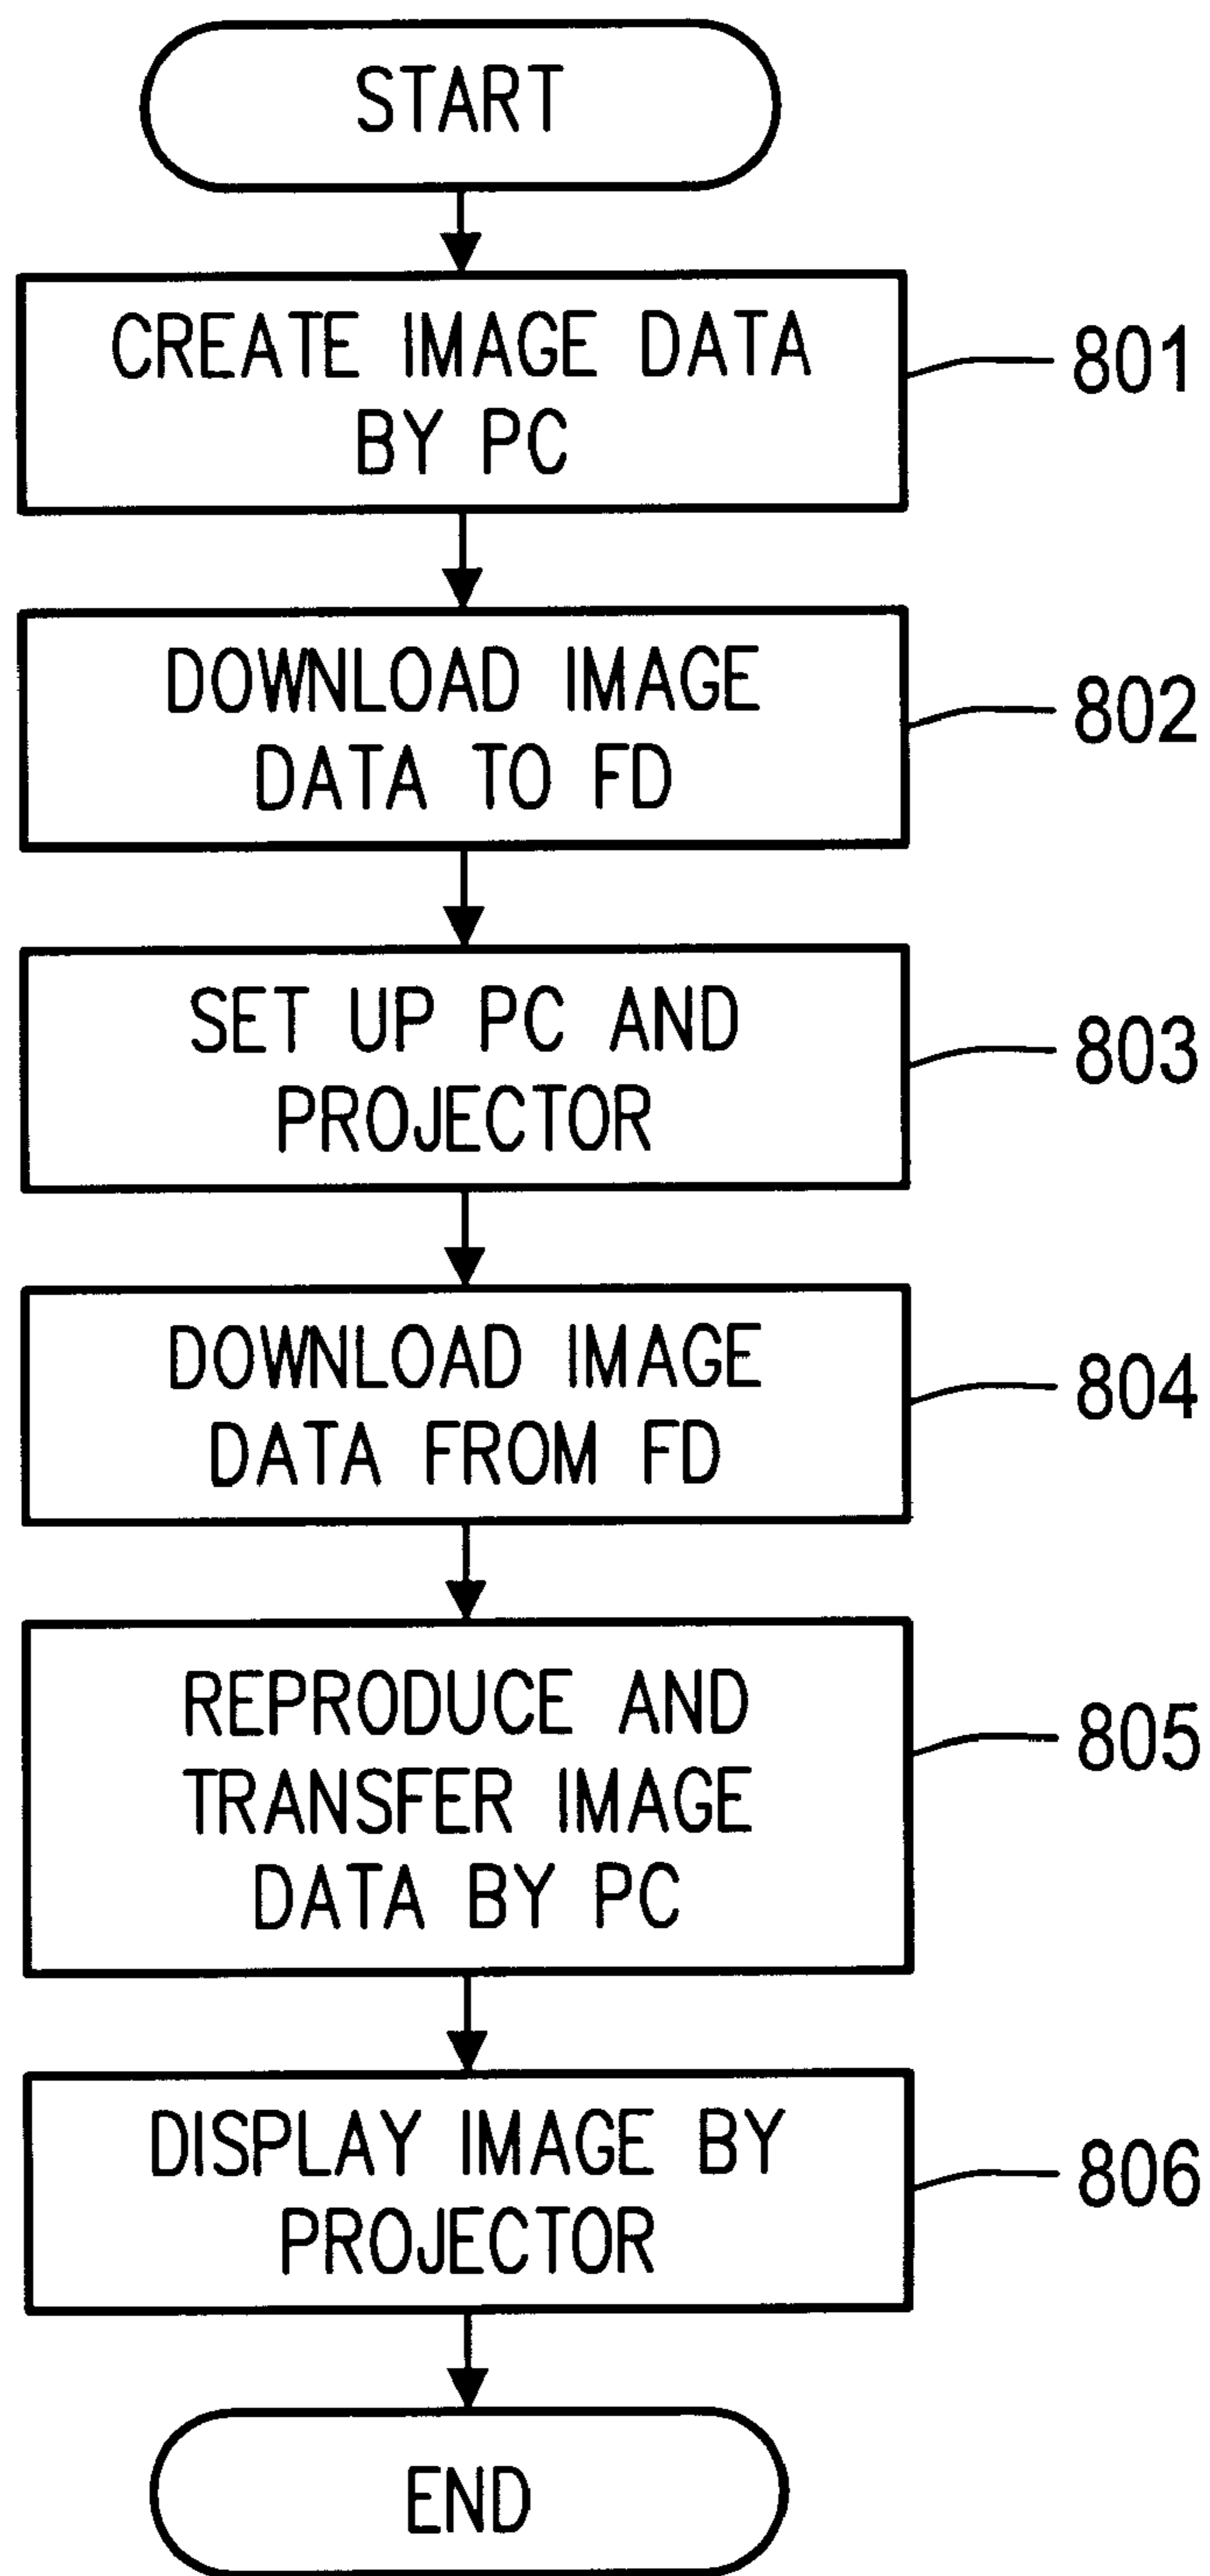 START
CREATE IMAGE DATA
BY PC
801
DOWNLOAD IMAGE
DATA TO FD
802
SET UP PC AND
PROJECTOR
803
DOWNLOAD IMAGE
DATA FROM FD
804
REPRODUCE AND
TRANSFER IMAGE
DATA BY PC
805
DISPLAY IMAGE BY
PROJECTOR
806
END